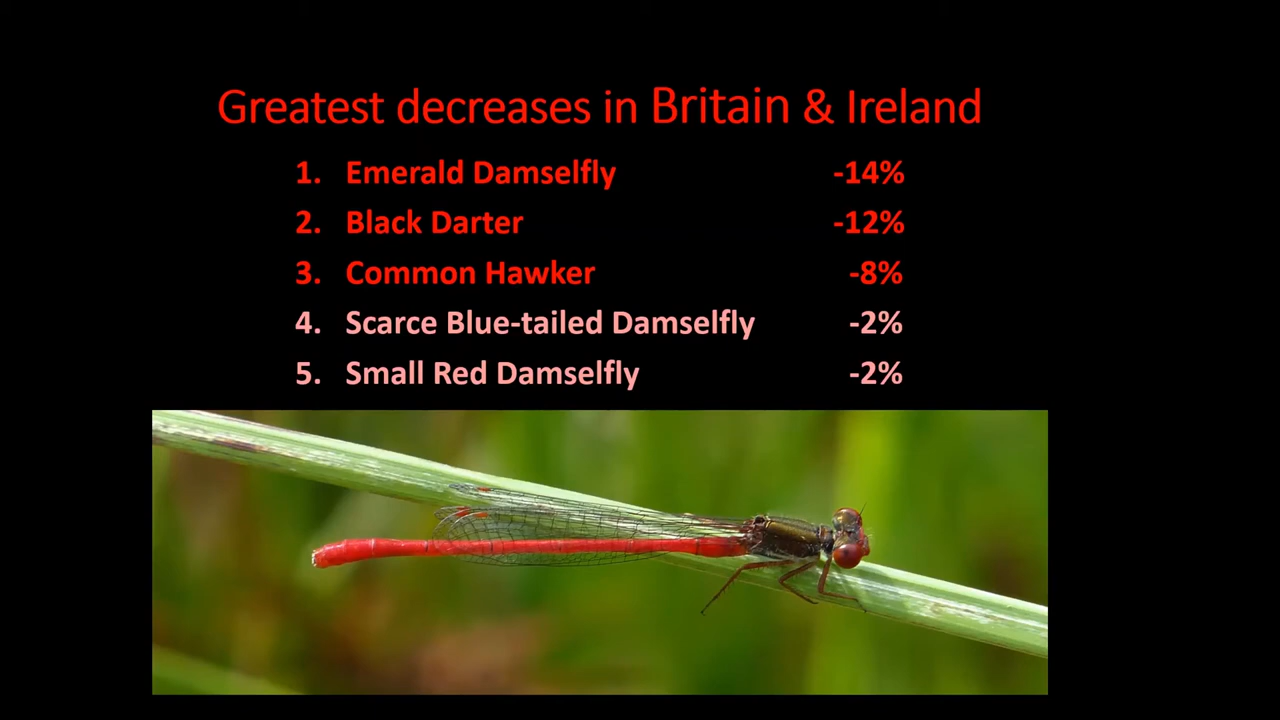 Greatest decreases in Britain & Ireland
1. Emerald Damselfly -14%
2. Black Darter -12%
3. Common Hawker -8%
4. Scarce Blue-tailed Damselfly -2%
5. Small Red Damselfly -2%